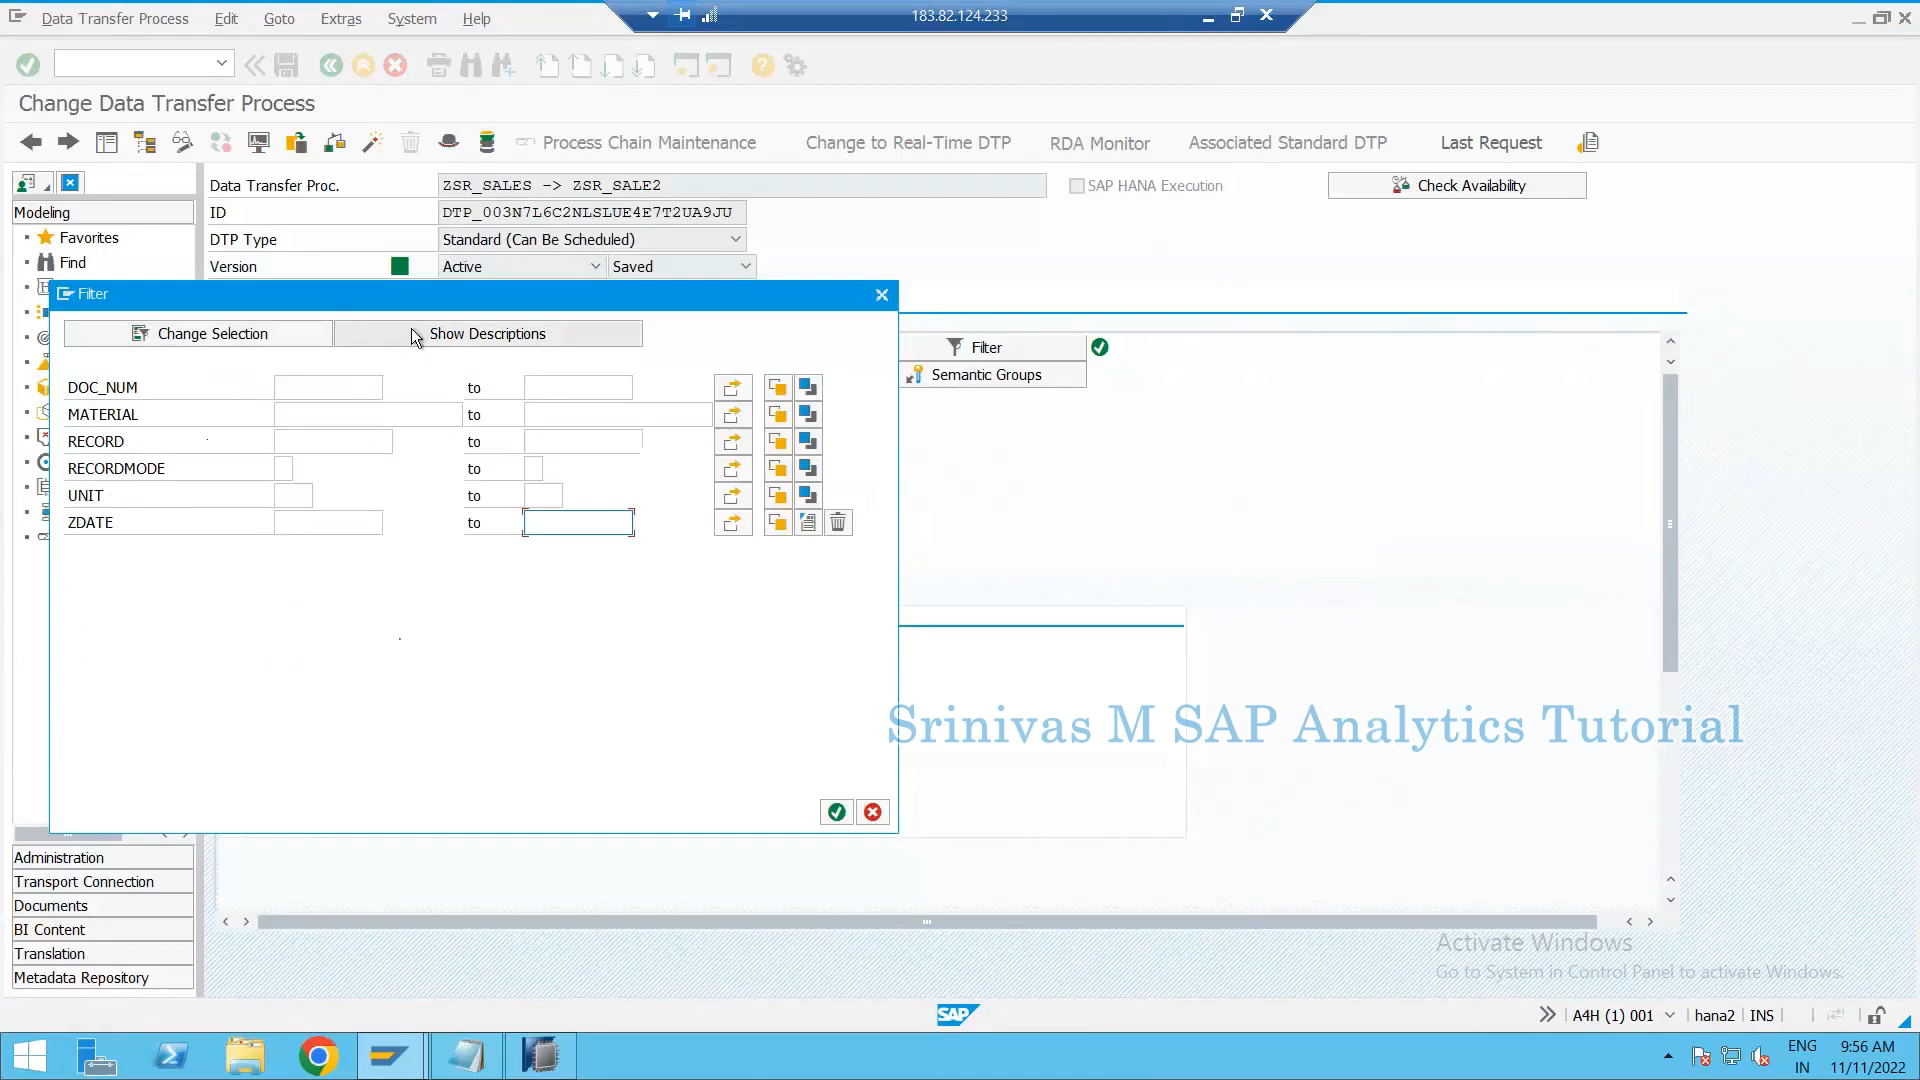 Data Transfer Process Edit Goto Extras System Help
183.82.124.233
Change Data Transfer Process
Process Chain Maintenance Change to Real-Time DTP RDA Monitor Associated Standard DTP Last Request
Data Transfer Proc. ZSR_SALES -> ZSR_SALE2 SAP HANA Execution Check Availability
Modeling
ID DTP_003N7L6C2NLSLUE4E7T2UA9JU
Favorites
DTP Type Standard (Can Be Scheduled)
Find
Version Active Saved
Filter
Change Selection Show Descriptions
Filter
Semantic Groups
DOC_NUM to
MATERIAL to
RECORD to
RECORDMODE to
UNIT to
ZDATE to
Srinivas M SAP Analytics Tutorial
Administration
Transport Connection
Documents
BI Content
Translation
Metadata Repository
Activate Windows
Go to System in Control Panel to activate Windows.
SAP
A4H (1) 001 hana2 INS
ENG
IN
9:56 AM
11/11/2022